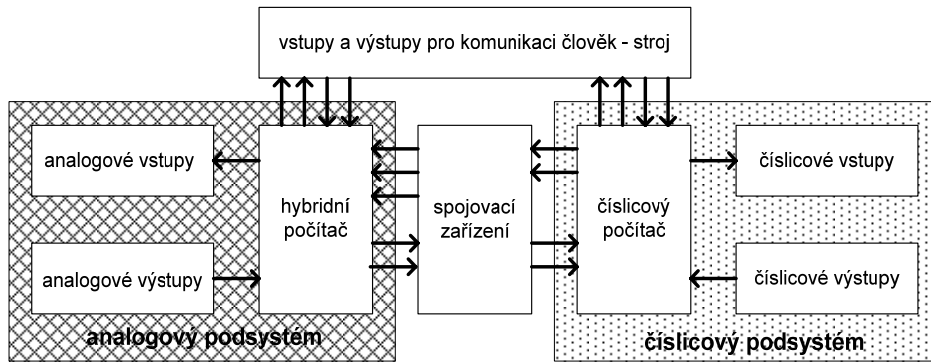 vstupy a výstupy pro komunikaci člověk - stroj
analogové vstupy
analogové výstupy
hybridní
počítač
spojovací
zařízení
číslicový
počítač
číslicové vstupy
číslicové výstupy
analogový podsystém
číslicový podsystém